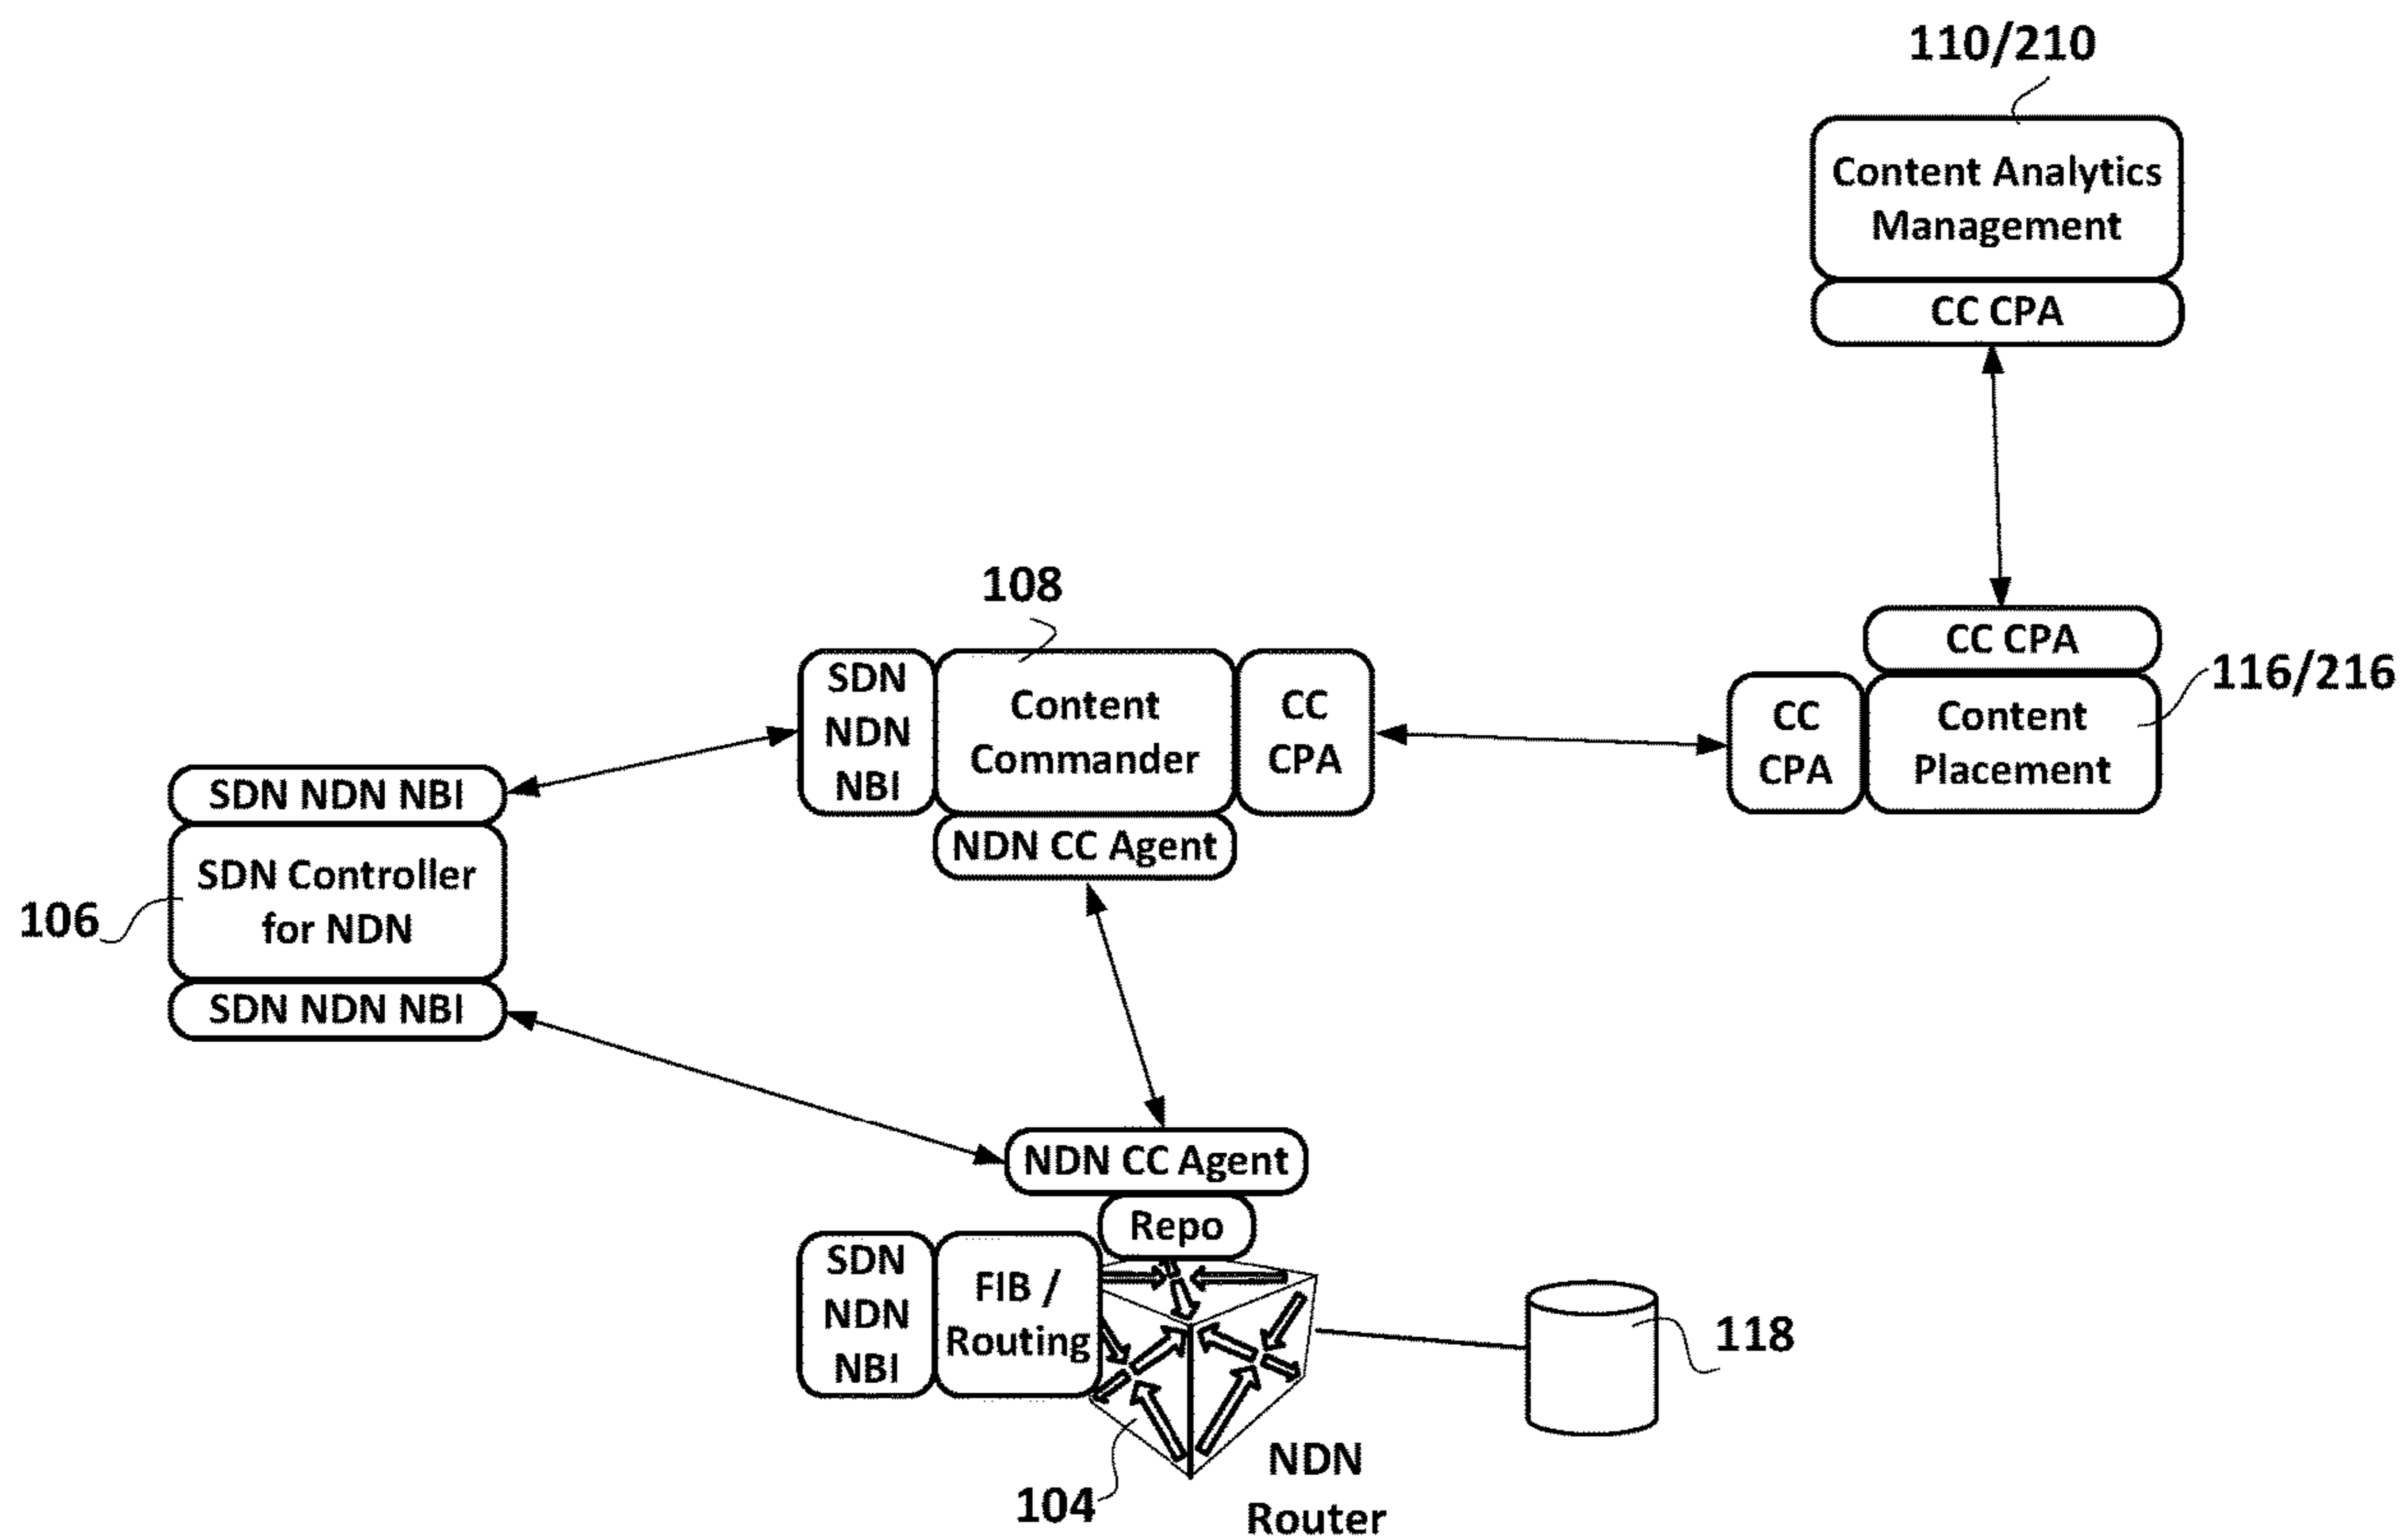 110/210
Content Analytics
Management
CC CPA
108
CC CPA
116/216
SDN
NDN
NBI
Content
Commander
CC
CPA
CC
CPA
Content
Placement
SDN NDN NBI
NDN CC Agent
SDN Controller
for NDN
106
SDN NDN NBI
NDN CC Agent
Repo
SDN
NDN
NBI
FIB /
Routing
118
104
NDN
Router